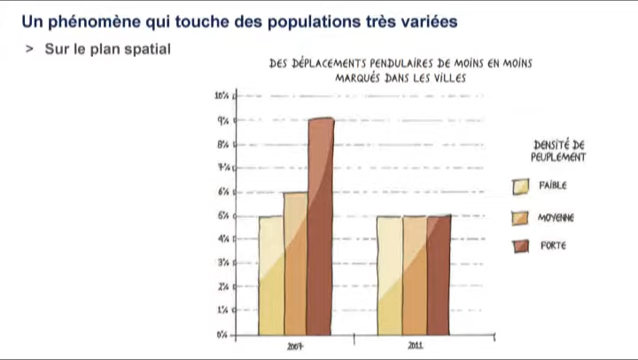 Un phénomène qui touche des populations très variées
> Sur le plan spatial
DES DÉPLACEMENTS PENDULAIRES DE MOINS EN MOINS
MARQUÉS DANS LES VILLES
10%
9%
8%
7%
6%
5%
4%
3%
2%
1%
0%
2007
2011
DENSITÉ DE
PEUPLEMENT
FAIBLE
MOYENNE
FORTE